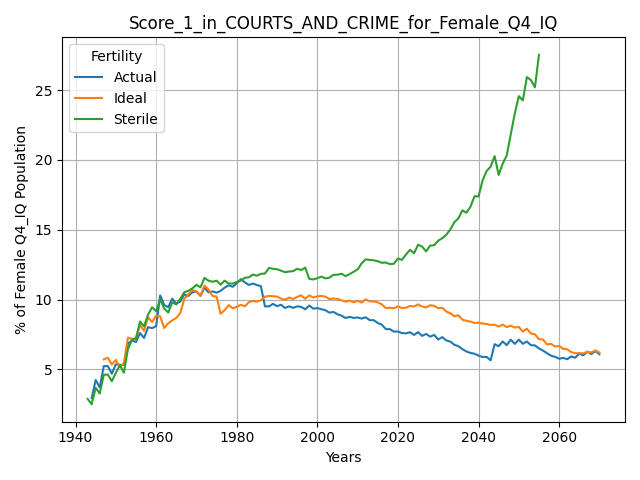 Score_1_in_COURTS_AND_CRIME_for_Female_Q4_IQ
Fertility
Actual
Ideal
Sterile
% of Female Q4_IQ Population
25
20
15
10
5
1940 1960 1980 2000 2020 2040 2060
Years